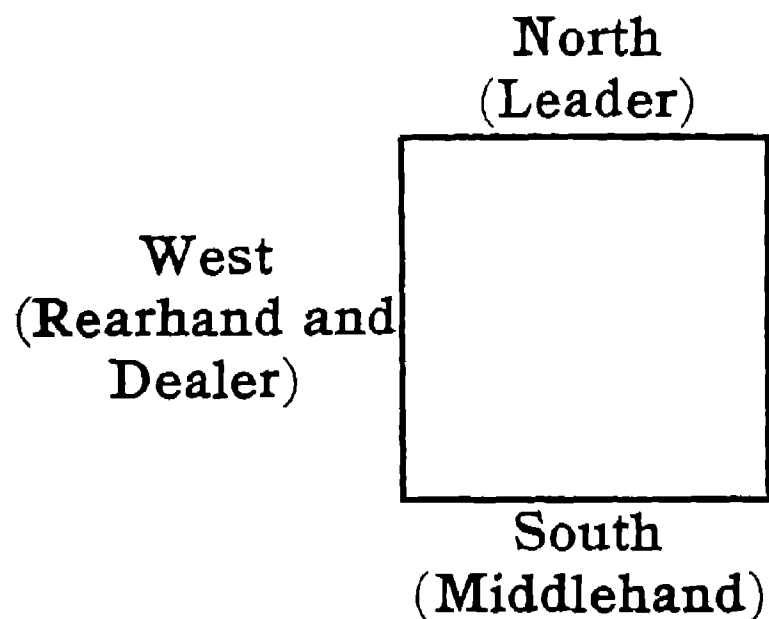 North
(Leader)
West
(Rearhand and
Dealer)
South
(Middlehand)